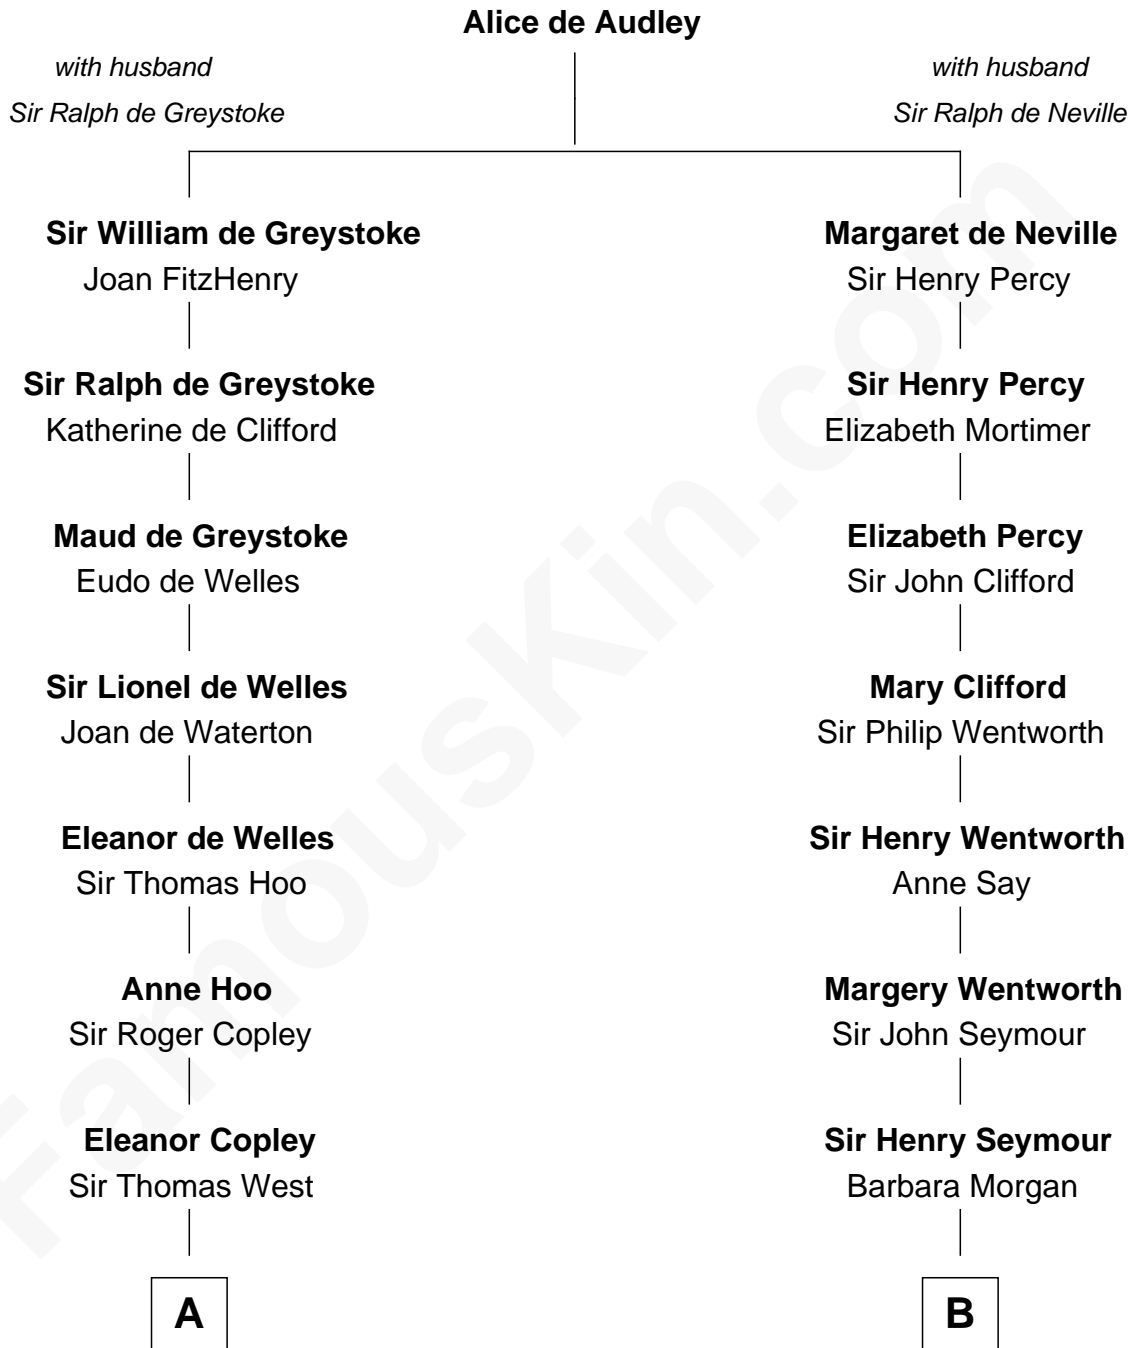 Alice de Audley
with husband
Sir Ralph de Greystoke
with husband
Sir Ralph de Neville
Sir William de Greystoke
Joan FitzHenry
Margaret de Neville
Sir Henry Percy
Sir Ralph de Greystoke
Katherine de Clifford
Sir Henry Percy
Elizabeth Mortimer
Maud de Greystoke
Eudo de Welles
Elizabeth Percy
Sir John Clifford
Sir Lionel de Welles
Joan de Waterton
Mary Clifford
Sir Philip Wentworth
Eleanor de Welles
Sir Thomas Hoo
Sir Henry Wentworth
Anne Say
Anne Hoo
Sir Roger Copley
Margery Wentworth
Sir John Seymour
Eleanor Copley
Sir Thomas West
Sir Henry Seymour
Barbara Morgan
A
B
FamousKin.com